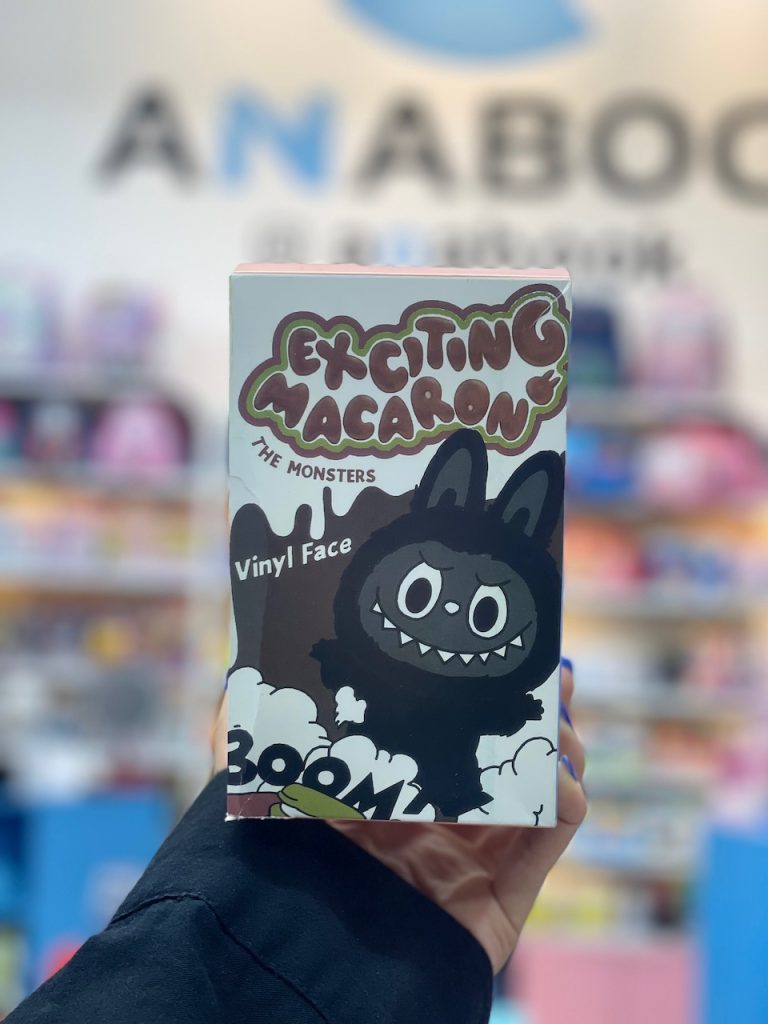 ANABOO
EXCITING
MACARON
THE MONSTERS
Vinyl Face
BOOM